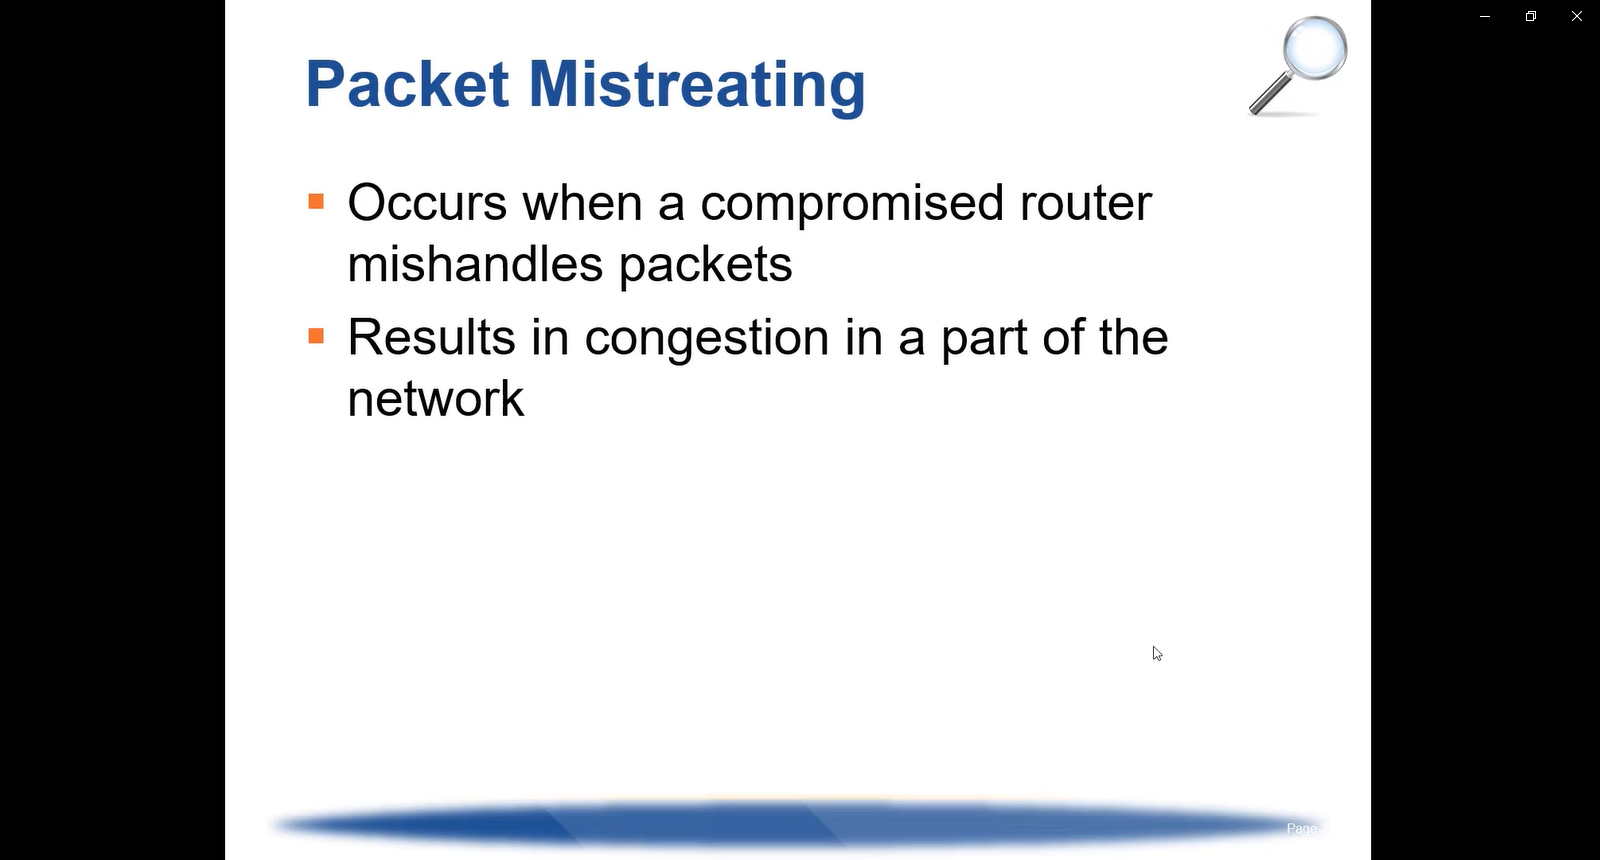 Packet Mistreating
▪ Occurs when a compromised router
mishandles packets
▪ Results in congestion in a part of the
network
Page